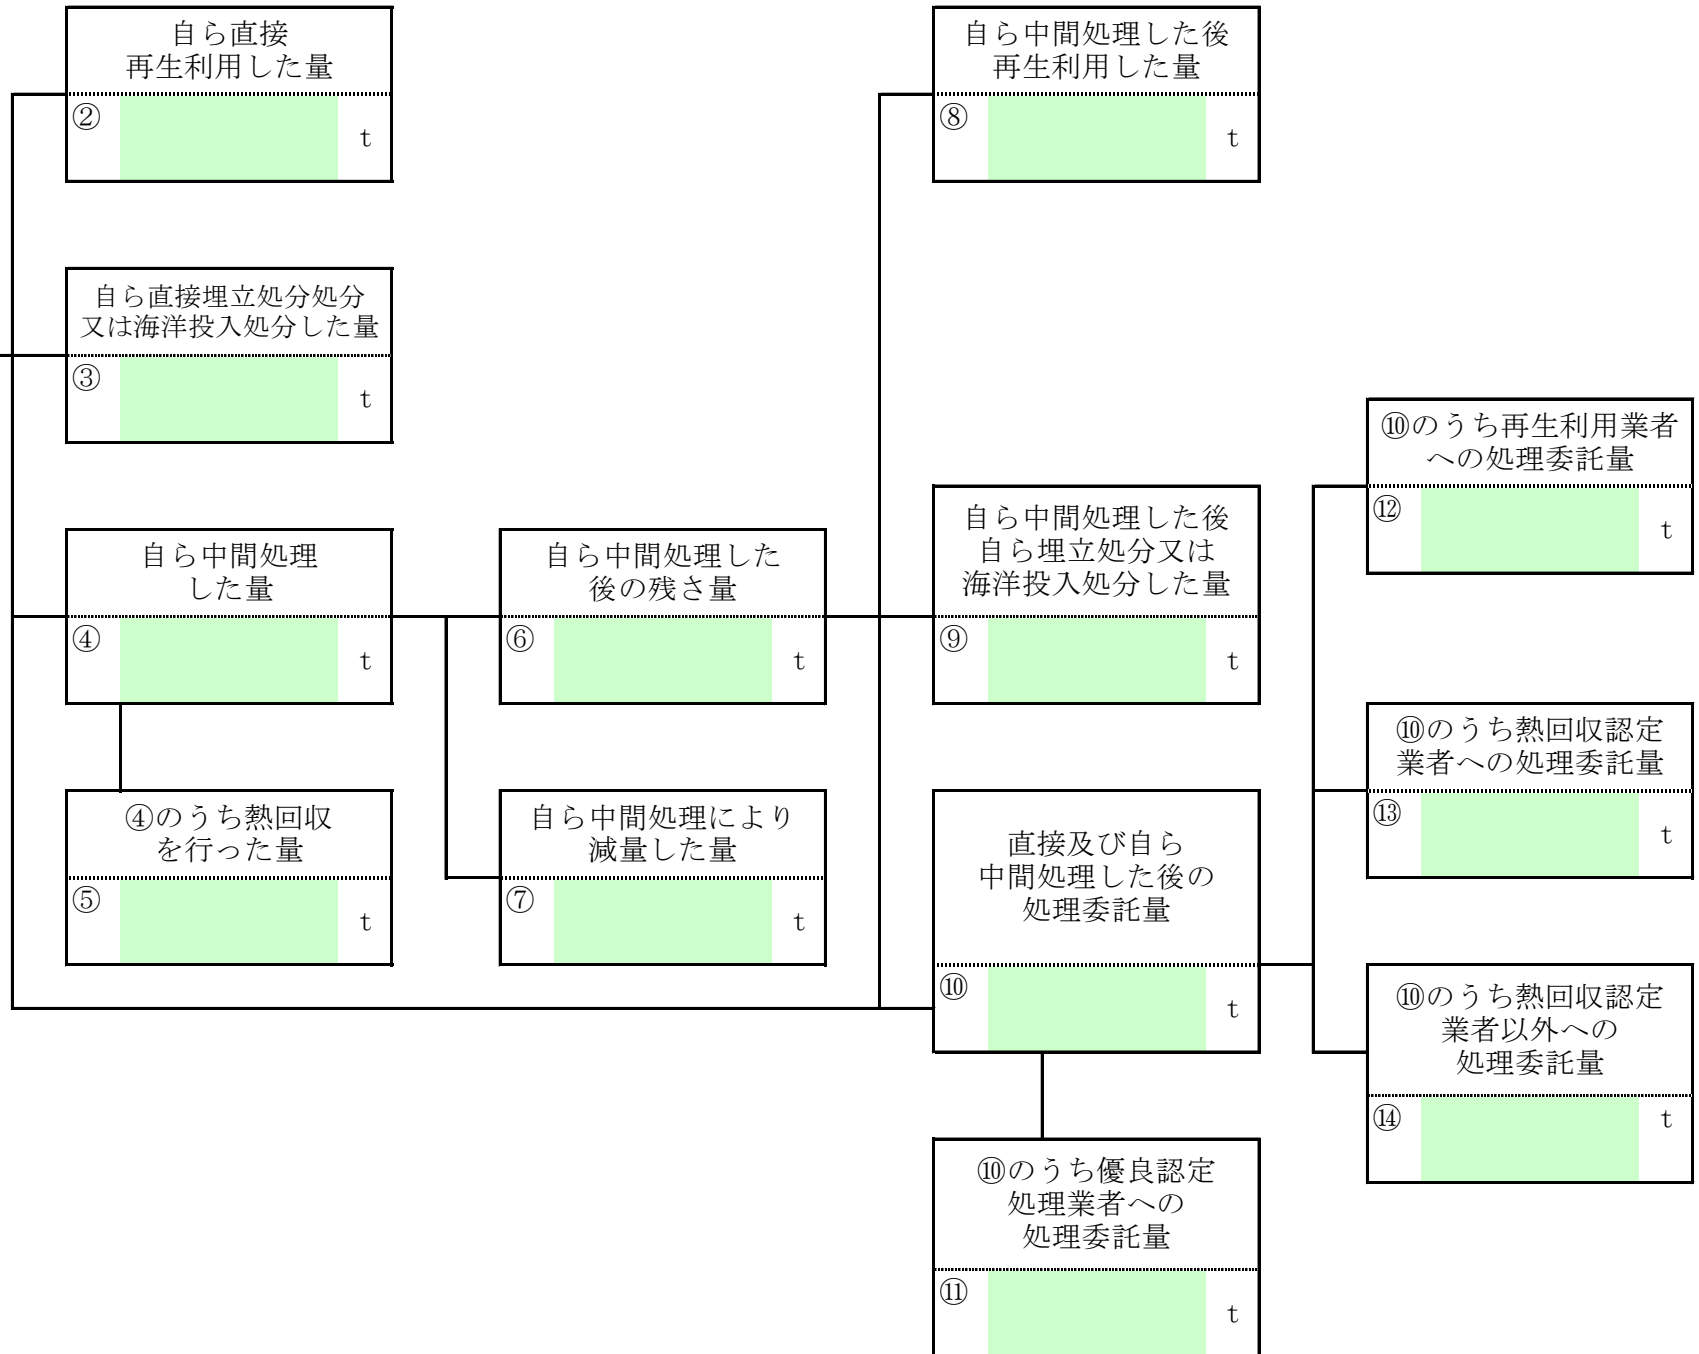 自ら直接
再生利用した量
②
t
自ら中間処理した後
再生利用した量
⑧
t
自ら直接埋立処分処分
又は海洋投入処分した量
③
t
⑩のうち再生利用業者
への処理委託量
⑫
t
自ら中間処理
した量
④
t
自ら中間処理した
後の残さ量
⑥
t
自ら中間処理した後
自ら埋立処分又は
海洋投入処分した量
⑨
t
⑩のうち熱回収認定
業者への処理委託量
⑬
t
④のうち熱回収
を行った量
⑤
t
自ら中間処理により
減量した量
⑦
t
直接及び自ら
中間処理した後の
処理委託量
⑩
t
⑩のうち熱回収認定
業者以外への
処理委託量
⑭
t
⑩のうち優良認定
処理業者への
処理委託量
⑪
t